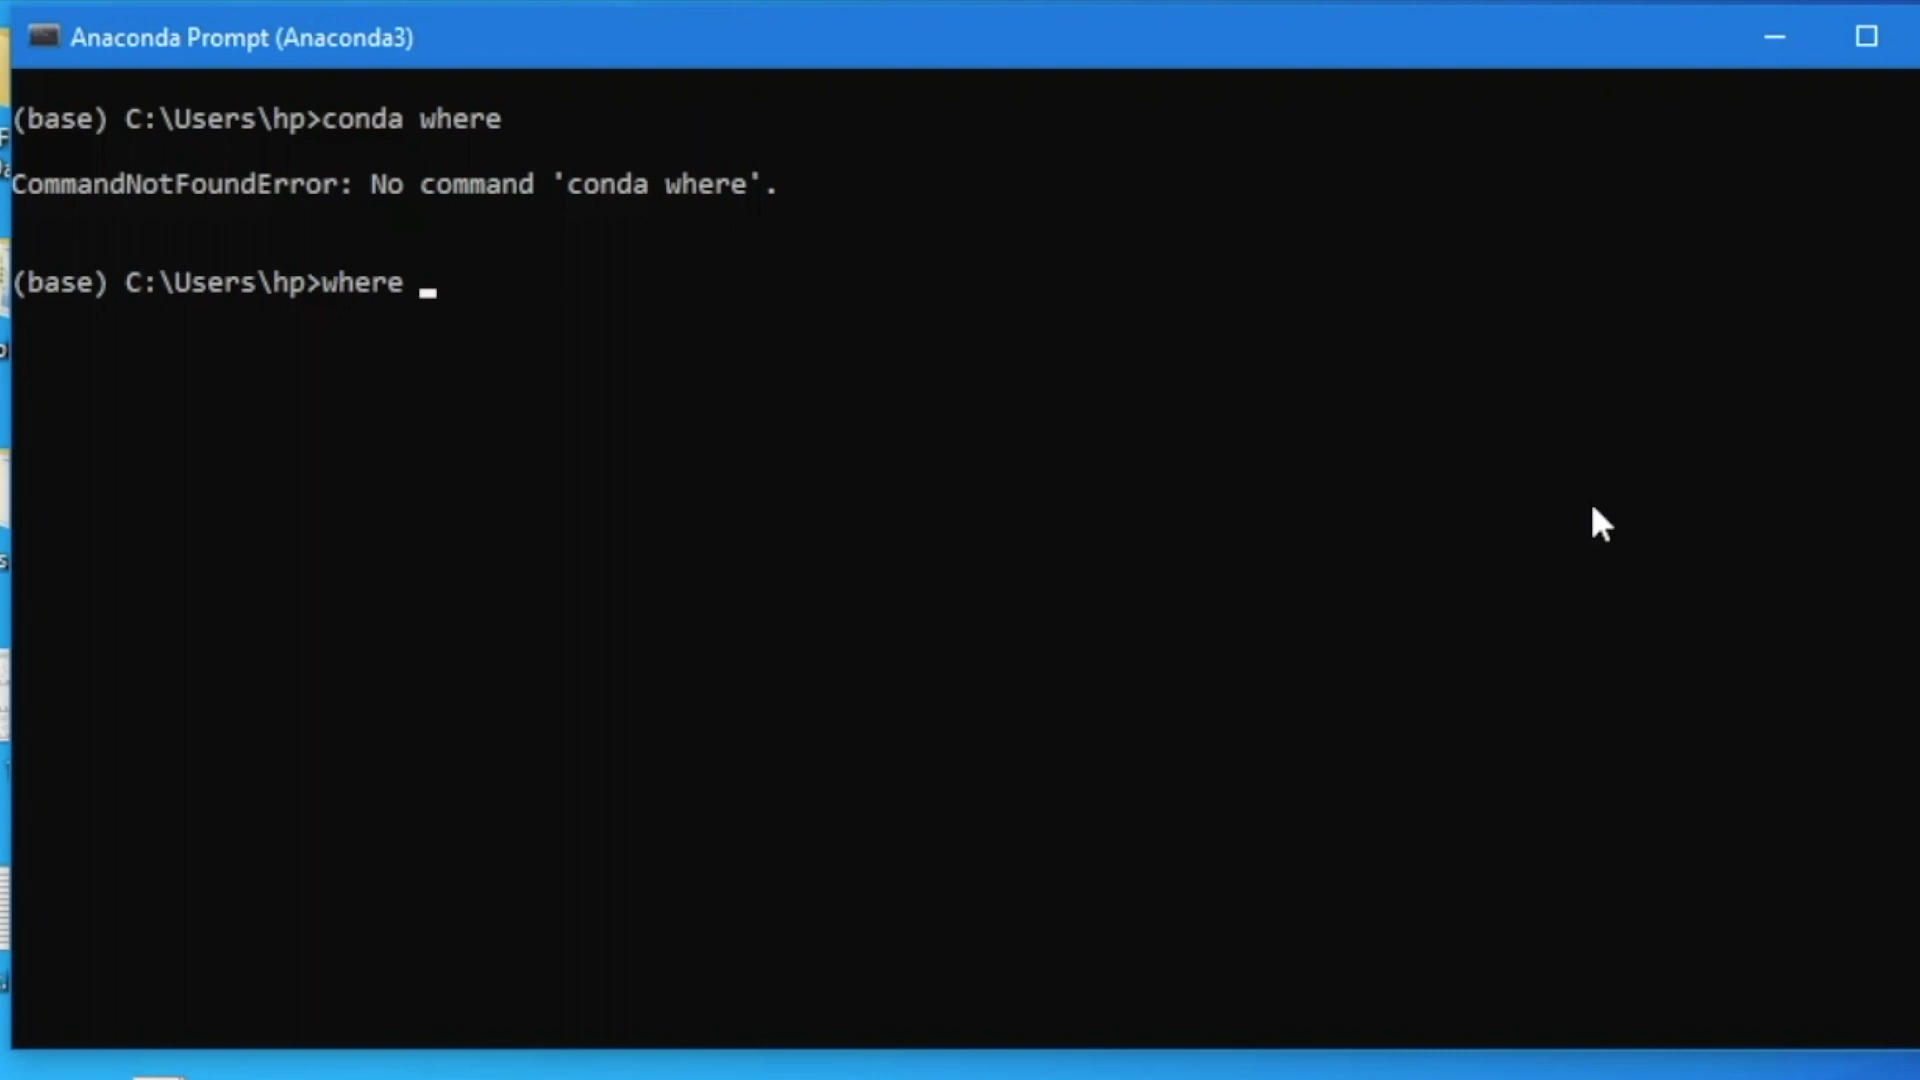 Anaconda Prompt (Anaconda3)
(base) C:\Users\hp>conda where
CommandNotFoundError: No command 'conda where'.
(base) C:\Users\hp>where